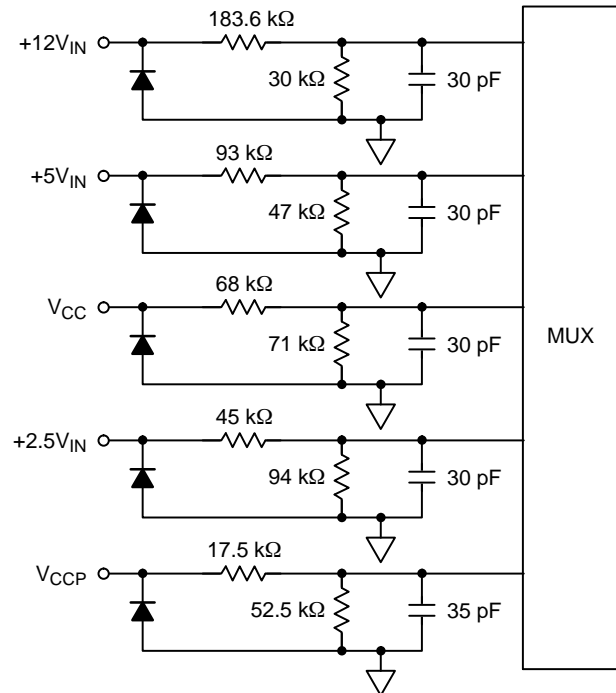 183.6 kΩ
+12VIN
30 kΩ
30 pF
93 kΩ
+5VIN
47 kΩ
30 pF
68 kΩ
VCC
71 kΩ
30 pF
MUX
45 kΩ
+2.5VIN
94 kΩ
30 pF
17.5 kΩ
VCCP
52.5 kΩ
35 pF